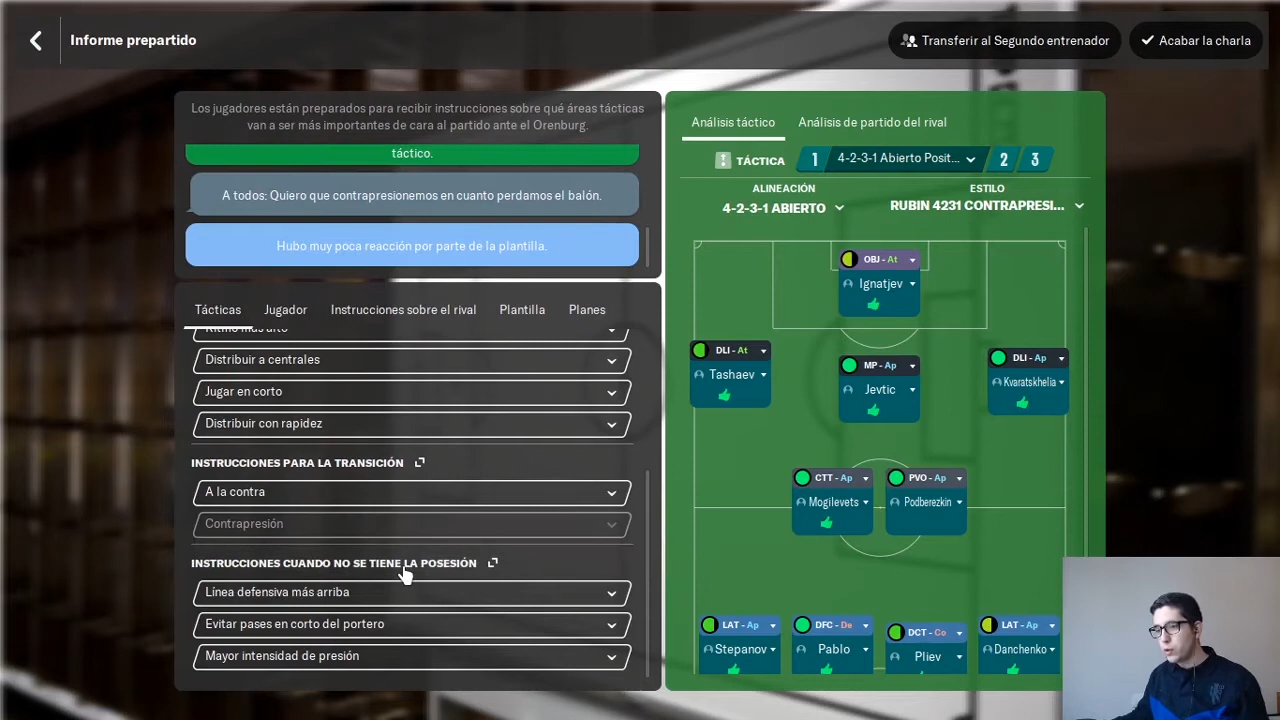 Informe prepartido
Transferir al Segundo entrenador
Acabar la charla
Los jugadores están preparados para recibir instrucciones sobre qué áreas tácticas
van a ser más importantes de cara al partido ante el Orenburg.
táctico.
A todos: Quiero que contrapresionemos en cuanto perdamos el balón.
Hubo muy poca reacción por parte de la plantilla.
Tácticas
Jugador
Instrucciones sobre el rival
Plantilla
Planes
Ritmo más alto
Distribuir a centrales
Jugar en corto
Distribuir con rapidez
INSTRUCCIONES PARA LA TRANSICIÓN
A la contra
Contrapresión
INSTRUCCIONES CUANDO NO SE TIENE LA POSESIÓN
Línea defensiva más arriba
Evitar pases en corto del portero
Mayor intensidad de presión
Análisis táctico
Análisis de partido del rival
TÁCTICA
1
4-2-3-1 Abierto Posit...
2
3
ALINEACIÓN
ESTILO
4-2-3-1 ABIERTO
RUBIN 4231 CONTRAPRESI...
OBJ - At
Ignatjev
DLI - At
Tashaev
MP - Ap
Jevtic
DLI - Ap
Kvaratskhelia
CTT - Ap
Mogilevets
PVO - Ap
Podberezkin
LAT - Ap
Stepanov
DFC - De
Pablo
DCT - Co
Pliev
LAT - Ap
Danchenko